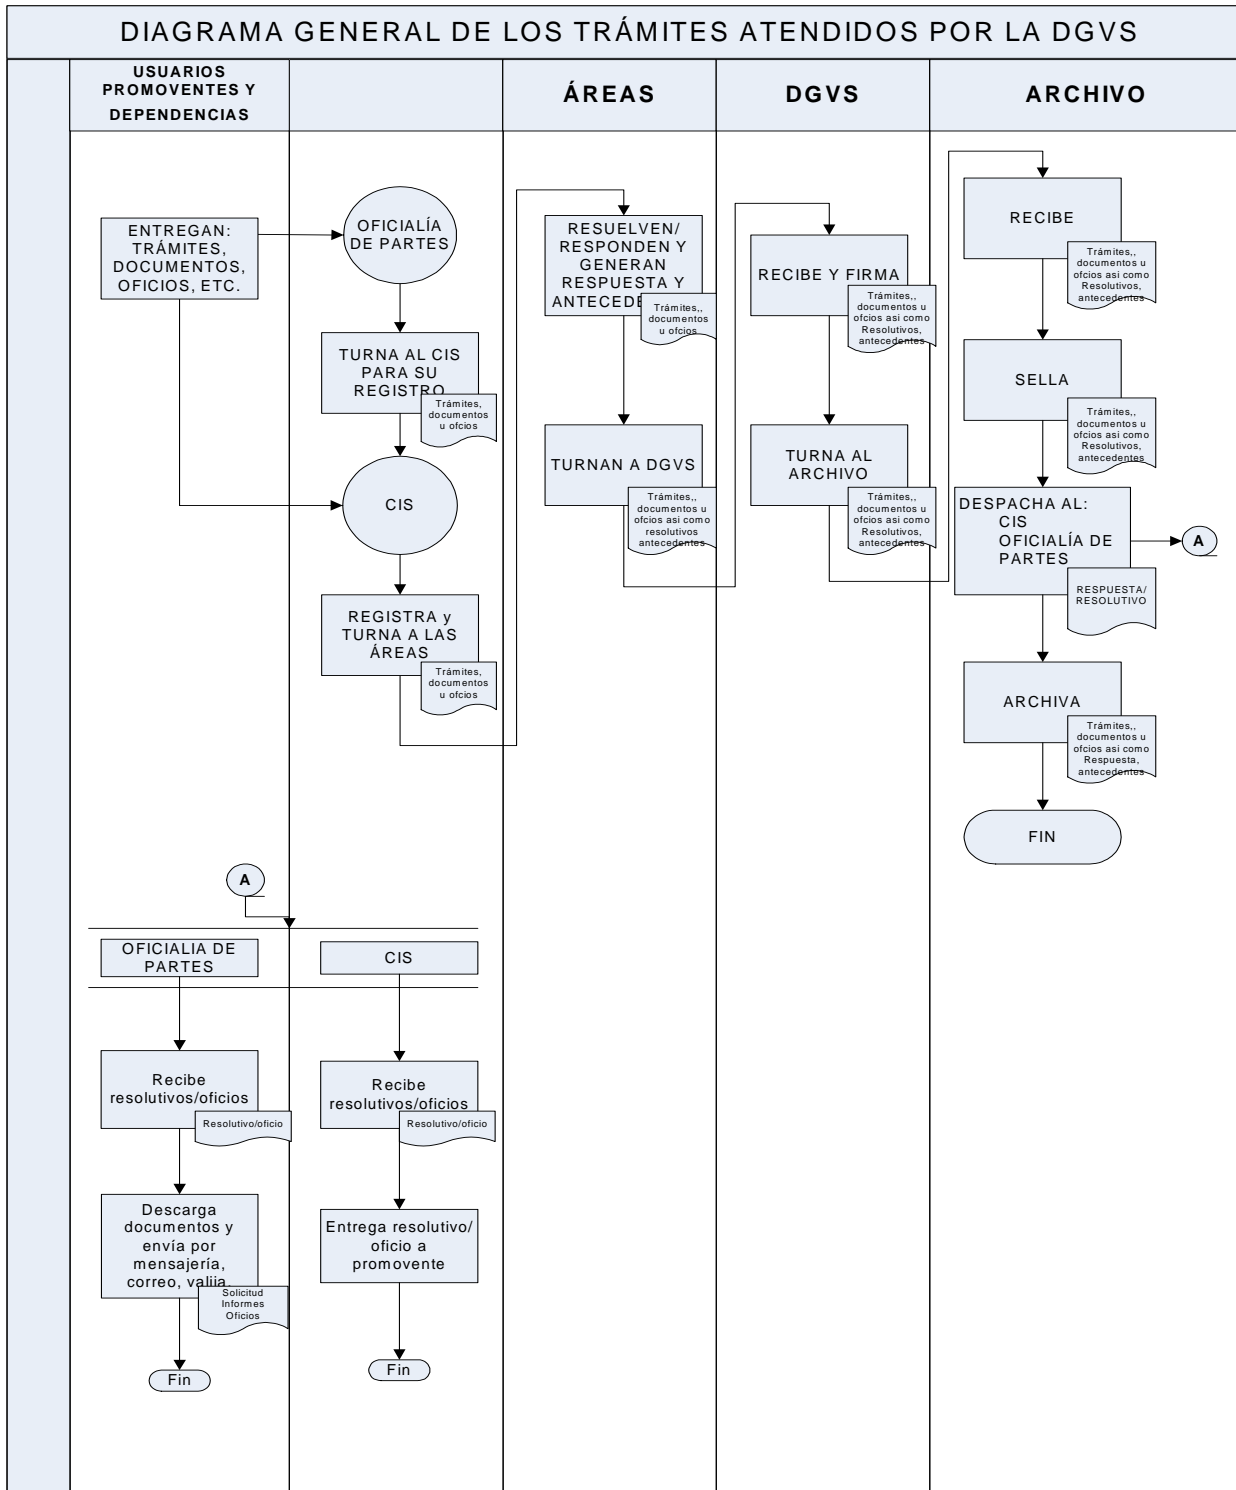 DIAGRAMA GENERAL DE LOS TRÁMITES ATENDIDOS POR LA DGVS
USUARIOS
PROMOVENTES Y
DEPENDENCIAS
ÁREAS
DGVS
ARCHIVO
ENTREGAN:
TRÁMITES,
DOCUMENTOS,
OFICIOS, ETC.
OFICIALÍA
DE PARTES
TURNA AL CIS
PARA SU
REGISTRO
Trámites,
documentos
u ofcios
CIS
REGISTRA y
TURNA A LAS
ÁREAS
Trámites,
documentos
u ofcios
RESUELVEN/
RESPONDEN Y
GENERAN
RESPUESTA Y
ANTECEDE
Trámites,,
documentos
u ofcios
TURNAN A DGVS
Trámites,,
documentos u
ofcios asi como
resolutivos
antecedentes
RECIBE Y FIRMA
Trámites,,
documentos u
ofcios asi como
Resolutivos,
antecedentes
TURNA AL
ARCHIVO
Trámites,,
documentos u
ofcios asi como
Resolutivos,
antecedentes
RECIBE
Trámites,,
documentos u
ofcios asi como
Resolutivos,
antecedentes
SELLA
Trámites,,
documentos u
ofcios asi como
Resolutivos,
antecedentes
DESPACHA AL:
CIS
OFICIALÍA DE
PARTES
A
RESPUESTA/
RESOLUTIVO
ARCHIVA
Trámites,,
documentos u
ofcios asi como
Respuesta,
antecedentes
FIN
A
OFICIALIA DE
PARTES
CIS
Recibe
resolutivos/oficios
Resolutivo/oficio
Recibe
resolutivos/oficios
Resolutivo/oficio
Descarga
documentos y
envía por
mensajería,
correo, valija.
Solicitud
Informes
Oficios
Entrega resolutivo/
oficio a
promovente
Fin
Fin